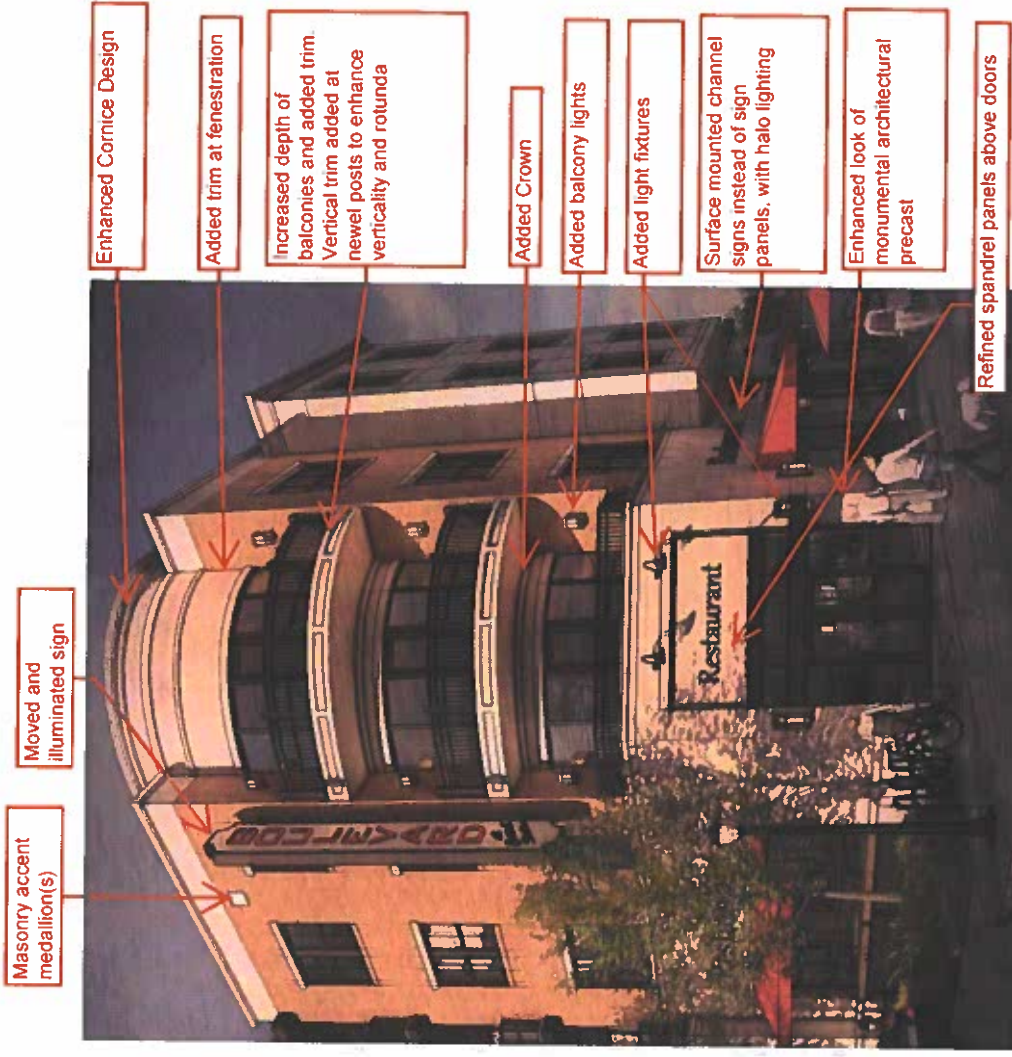 Masonry accent
medallion(s)
Moved and
illuminated sign
Enhanced Cornice Design
Added trim at fenestration
Increased depth of
balconies and added trim.
Vertical trim added at
newel posts to enhance
verticality and rotunda
Added Crown
Added balcony lights
Added light fixtures
Surface mounted channel
signs instead of sign
panels, with halo lighting
Enhanced look of
monumental architectural
precast
Refined spandrel panels above doors
BOULEVARD
Restaurant